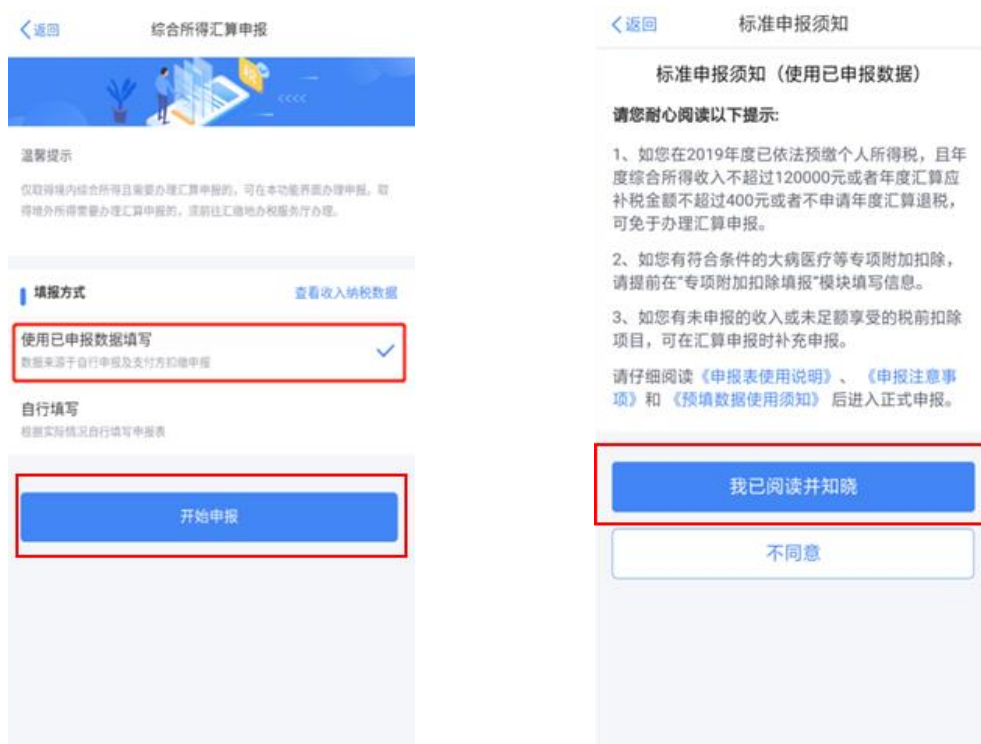 返回
综合所得汇算申报
温馨提示
仅取得境内综合所得且需要办理汇算申报的，可在本功能界面办理申报。取
得境外所得需要办理汇算申报的，须前往汇缴地办税服务厅办理。
填报方式
查看收入纳税数据
使用已申报数据填写
数据来源于自行申报及支付方扣缴申报
自行填写
根据实际情况自行填写申报表
开始申报
返回
标准申报须知
标准申报须知（使用已申报数据）
请您耐心阅读以下提示:
1、如您在2019年度已依法预缴个人所得税，且年
度综合所得收入不超过120000元或者年度汇算应
补税金额不超过400元或者不申请年度汇算退税，
可免于办理汇算申报。
2、如您有符合条件的大病医疗等专项附加扣除，
请提前在“专项附加扣除填报”模块填写信息。
3、如您有未申报的收入或未足额享受的税前扣除
项目，可在汇算申报时补充申报。
请仔细阅读《申报表使用说明》、《申报注意事
项》和《预填数据使用须知》后进入正式申报。
我已阅读并知晓
不同意